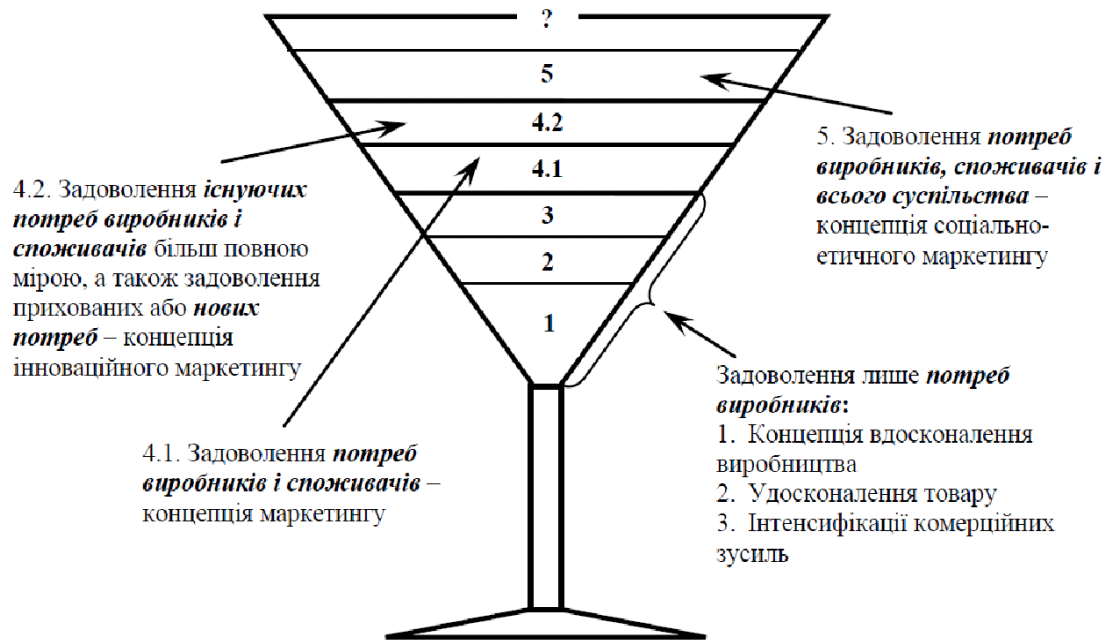 ?
5
4.2
4.1
3
2
1
4.2. Задоволення існуючих
потреб виробників і
споживачів більш повною
мірою, а також задоволення
прихованих або нових
потреб – концепція
інноваційного маркетингу
4.1. Задоволення потреб
виробників і споживачів –
концепція маркетингу
5. Задоволення потреб
виробників, споживачів і
всього суспільства –
концепція соціально-
етичного маркетингу
Задоволення лише потреб
виробників:
1. Концепція вдосконалення
виробництва
2. Удосконалення товару
3. Інтенсифікації комерційних
зусиль